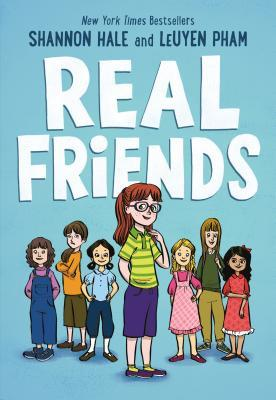 New York Times Bestsellers
SHANNON HALE and LEUYEN PHAM
REAL
FRiENDS